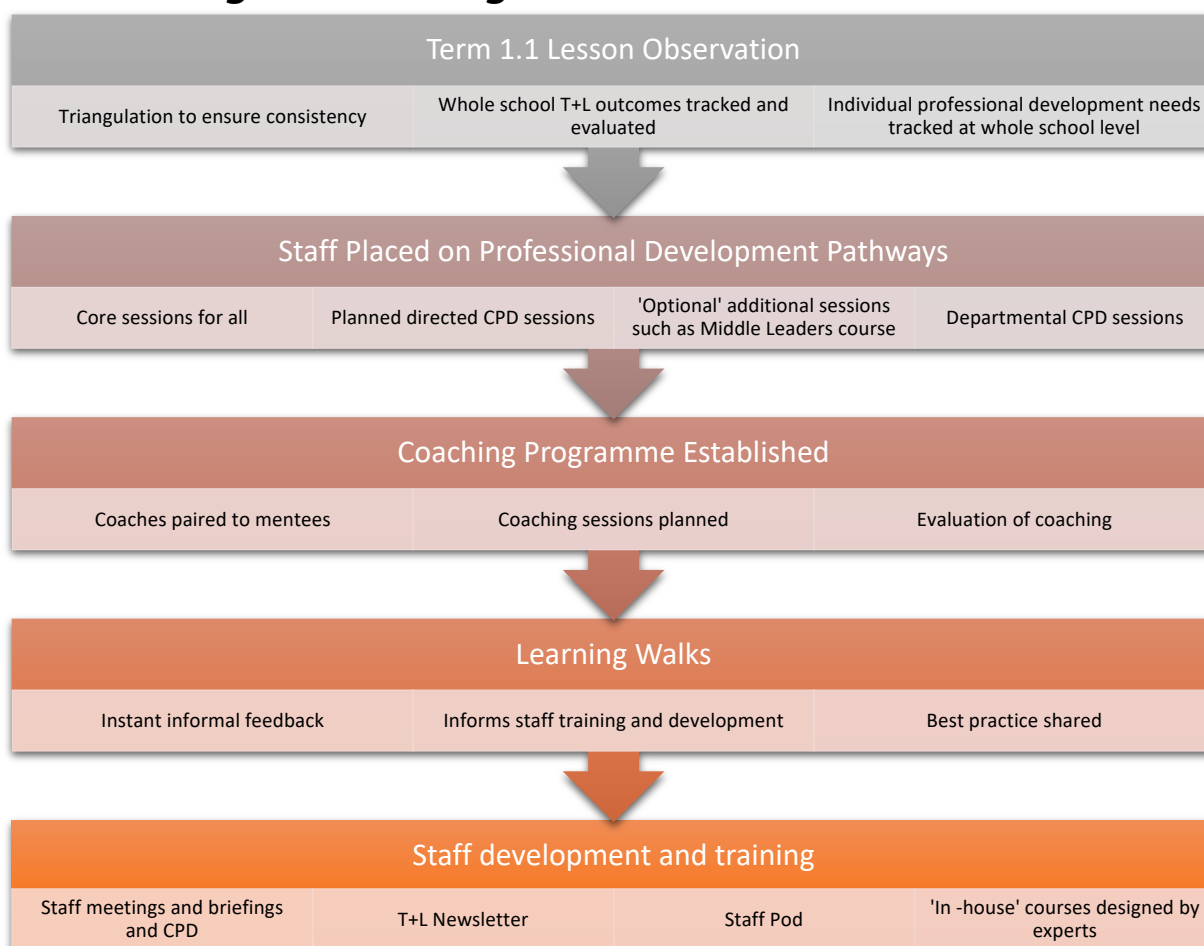 Term 1.1 Lesson Observation
Triangulation to ensure consistency
Whole school T+L outcomes tracked and
evaluated
Individual professional development needs
tracked at whole school level
Staff Placed on Professional Development Pathways
Core sessions for all
Planned directed CPD sessions
'Optional' additional sessions
such as Middle Leaders course
Departmental CPD sessions
Coaching Programme Established
Coaches paired to mentees
Coaching sessions planned
Evaluation of coaching
Learning Walks
Instant informal feedback
Informs staff training and development
Best practice shared
Staff development and training
Staff meetings and briefings
and CPD
T+L Newsletter
Staff Pod
'In -house' courses designed by
experts